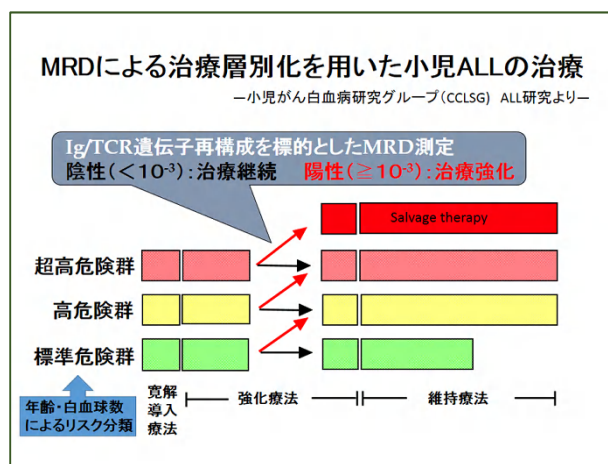 MRDによる治療層別化を用いた小児ALLの治療
―小児がん白血病研究グループ(CCLSG) ALL研究より―
Ig/TCR遺伝子再構成を標的としたMRD測定
陰性(<10⁻³):治療継続 陽性(≧10⁻³):治療強化
Salvage therapy
超高危険群
高危険群
標準危険群
年齢・白血球数
によるリスク分類
寛解
導入
療法
強化療法
維持療法